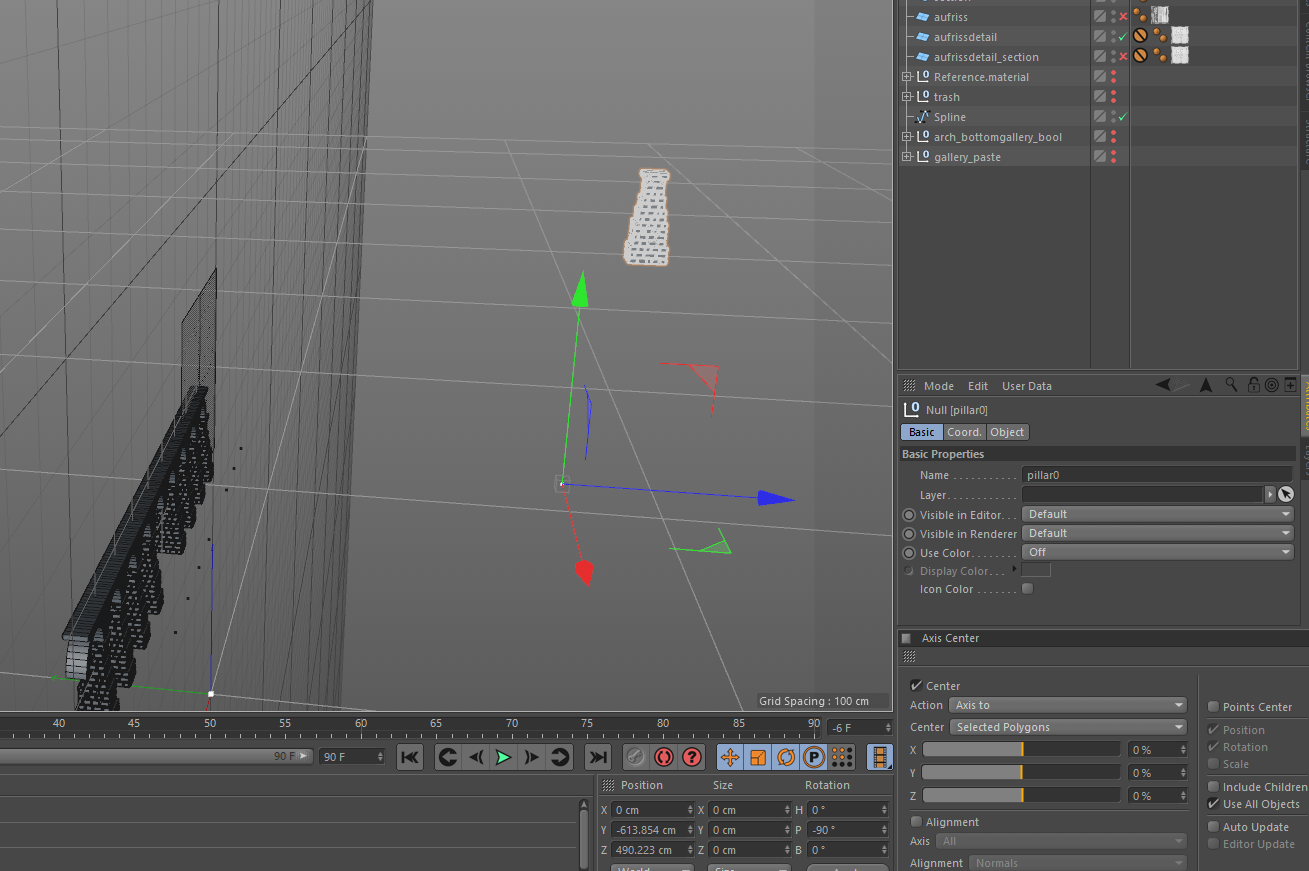 aufriss
aufrissdetail
aufrissdetail_section
Reference.material
trash
Spline
arch_bottomgallery_bool
gallery_paste
Mode Edit User Data
Null [pillar0]
Basic Coord. Object
Basic Properties
Name . . . . . . . . . pillar0
Layer. . . . . . . . . .
Visible in Editor. . . Default
Visible in Renderer Default
Use Color. . . . . . . Off
Display Color. . .
Icon Color . . . . . . .
Axis Center
Center
Action Axis to
Center Selected Polygons
X 0 %
Y 0 %
Z 0 %
Alignment
Axis All
Alignment Normals
Points Center
Position
Rotation
Scale
Include Children
Use All Objects
Auto Update
Editor Update
Grid Spacing : 100 cm
40 45 50 55 60 65 70 75 80 85 90
-6 F
90 F 90 F
P
Position Size Rotation
X 0 cm X 0 cm H 0 °
Y -613.854 cm Y 0 cm P -90 °
Z 490.223 cm Z 0 cm B 0 °